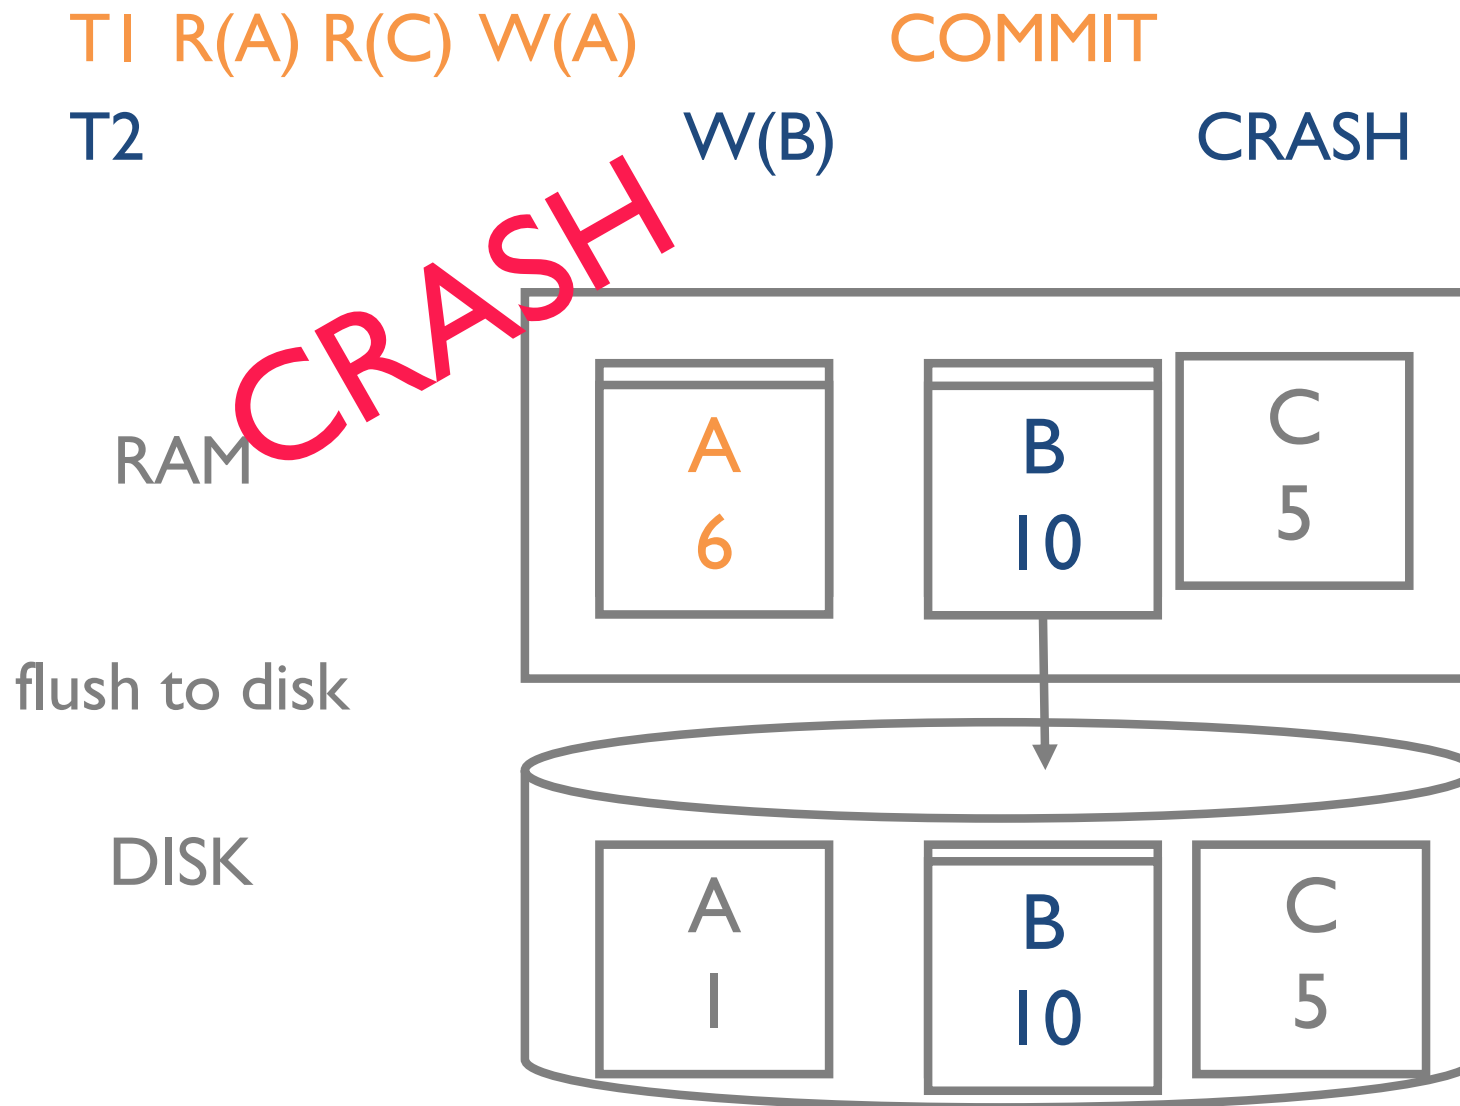 T1 R(A) R(C) W(A) COMMIT
T2 W(B) CRASH
CRASH
RAM
A B C
6 10 5
flush to disk
DISK
A B C
1 10 5